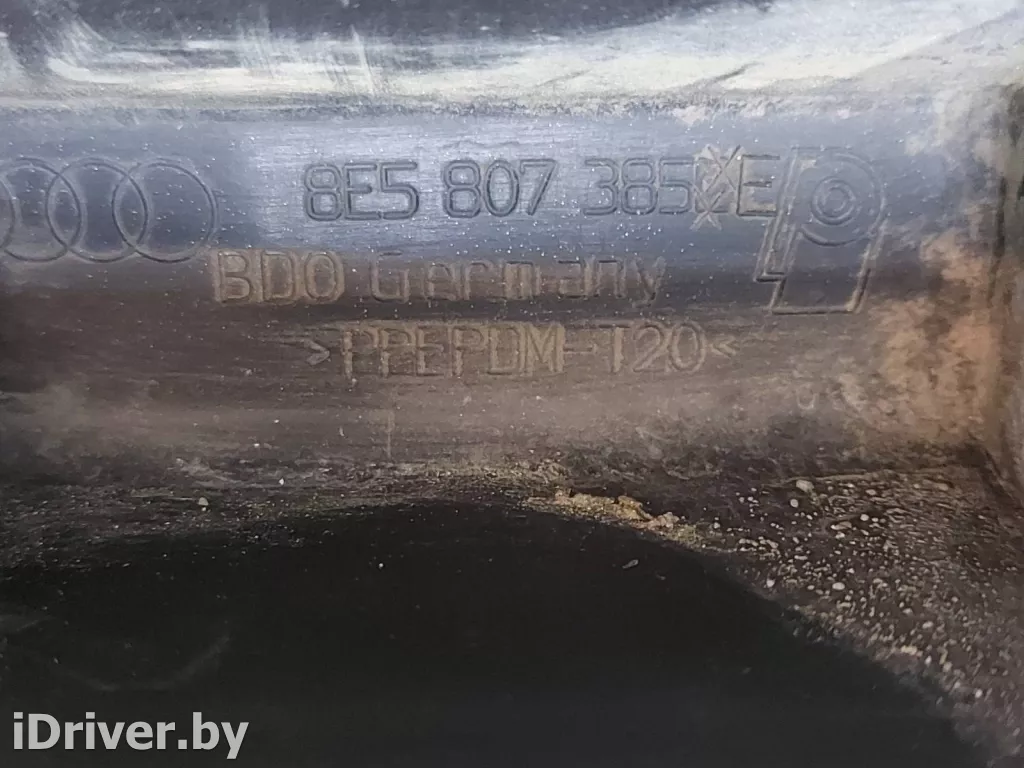 8E5 807 385 E
BDO Germany
>PPEPDM-T20<
iDriver.by